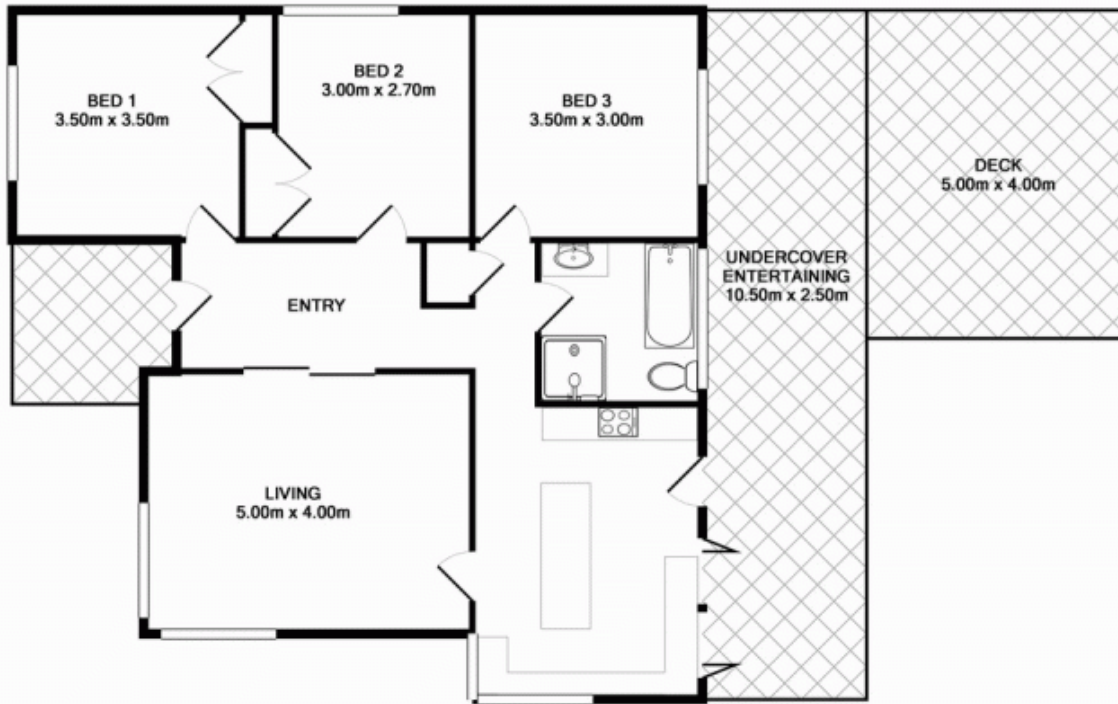 BED 1
3.50m x 3.50m
BED 2
3.00m x 2.70m
BED 3
3.50m x 3.00m
DECK
5.00m x 4.00m
UNDERCOVER
ENTERTAINING
10.50m x 2.50m
ENTRY
LIVING
5.00m x 4.00m